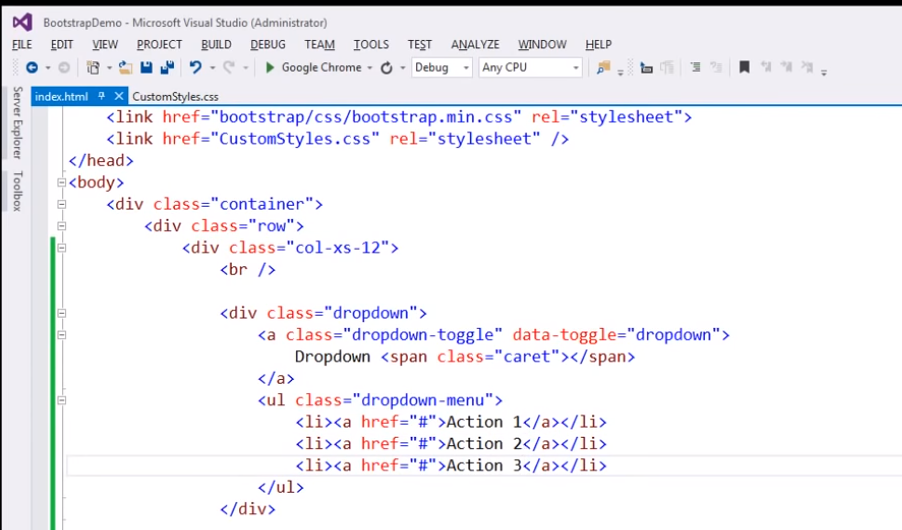 BootstrapDemo - Microsoft Visual Studio (Administrator)
FILE EDIT VIEW PROJECT BUILD DEBUG TEAM TOOLS TEST ANALYZE WINDOW HELP
Google Chrome Debug Any CPU
index.html CustomStyles.css
Server Explorer
Toolbox
<link href="bootstrap/css/bootstrap.min.css" rel="stylesheet">
<link href="CustomStyles.css" rel="stylesheet" />
</head>
<body>
<div class="container">
<div class="row">
<div class="col-xs-12">
<br />
<div class="dropdown">
<a class="dropdown-toggle" data-toggle="dropdown">
Dropdown <span class="caret"></span>
</a>
<ul class="dropdown-menu">
<li><a href="#">Action 1</a></li>
<li><a href="#">Action 2</a></li>
<li><a href="#">Action 3</a></li>
</ul>
</div>